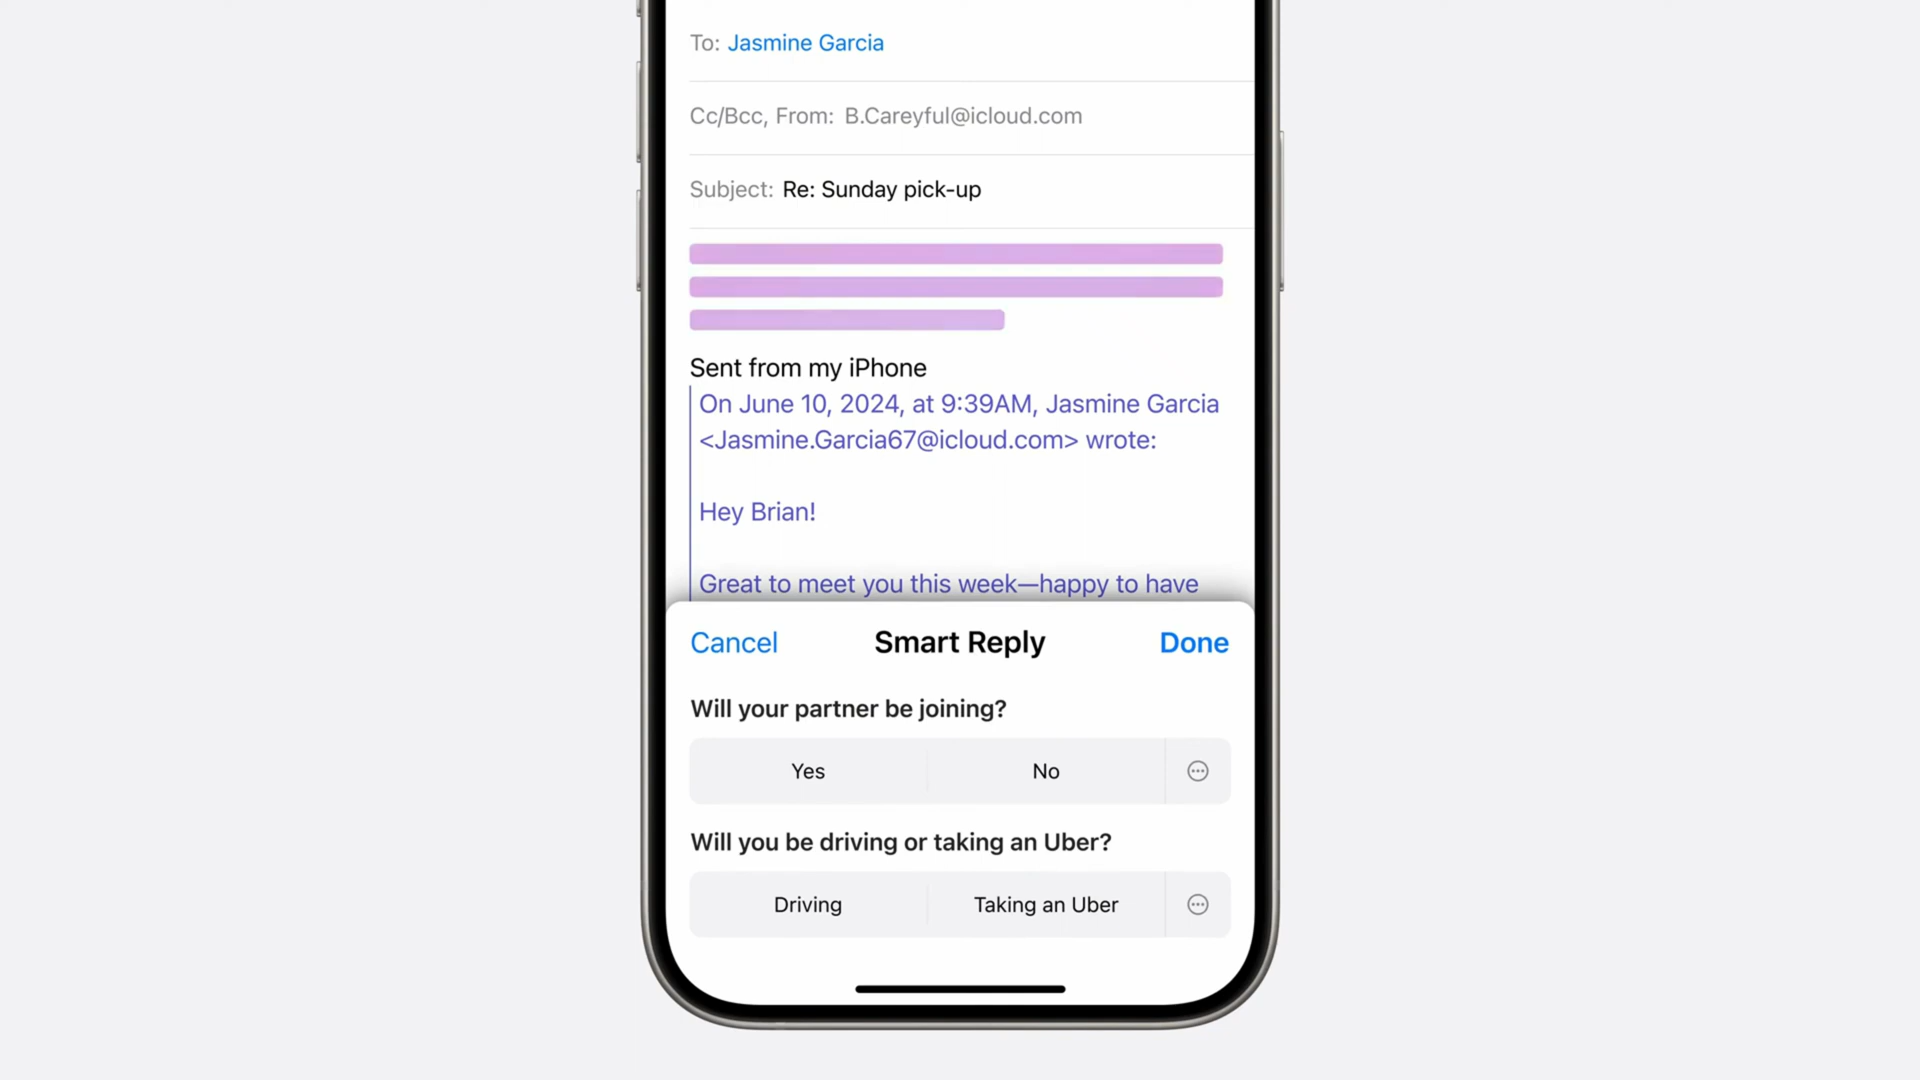 To: Jasmine Garcia
Cc/Bcc, From: B.Careyful@icloud.com
Subject: Re: Sunday pick-up
Sent from my iPhone
On June 10, 2024, at 9:39AM, Jasmine Garcia
<Jasmine.Garcia67@icloud.com> wrote:
Hey Brian!
Great to meet you this week—happy to have
Cancel Smart Reply Done
Will your partner be joining?
Yes No
Will you be driving or taking an Uber?
Driving Taking an Uber